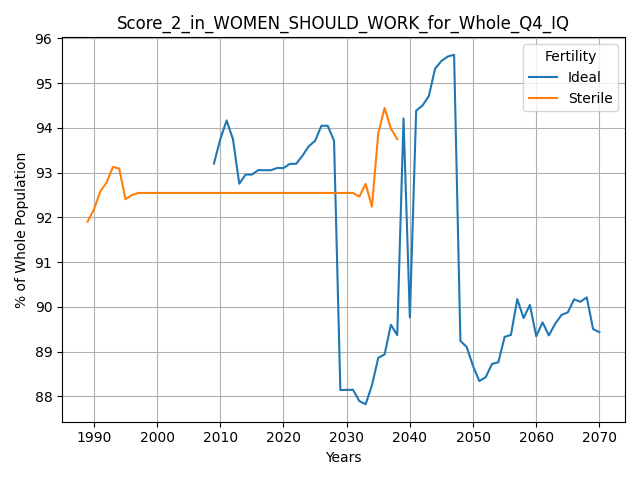 Score_2_in_WOMEN_SHOULD_WORK_for_Whole_Q4_IQ
Fertility
Ideal
Sterile
% of Whole Population
96
95
94
93
92
91
90
89
88
1990 2000 2010 2020 2030 2040 2050 2060 2070
Years